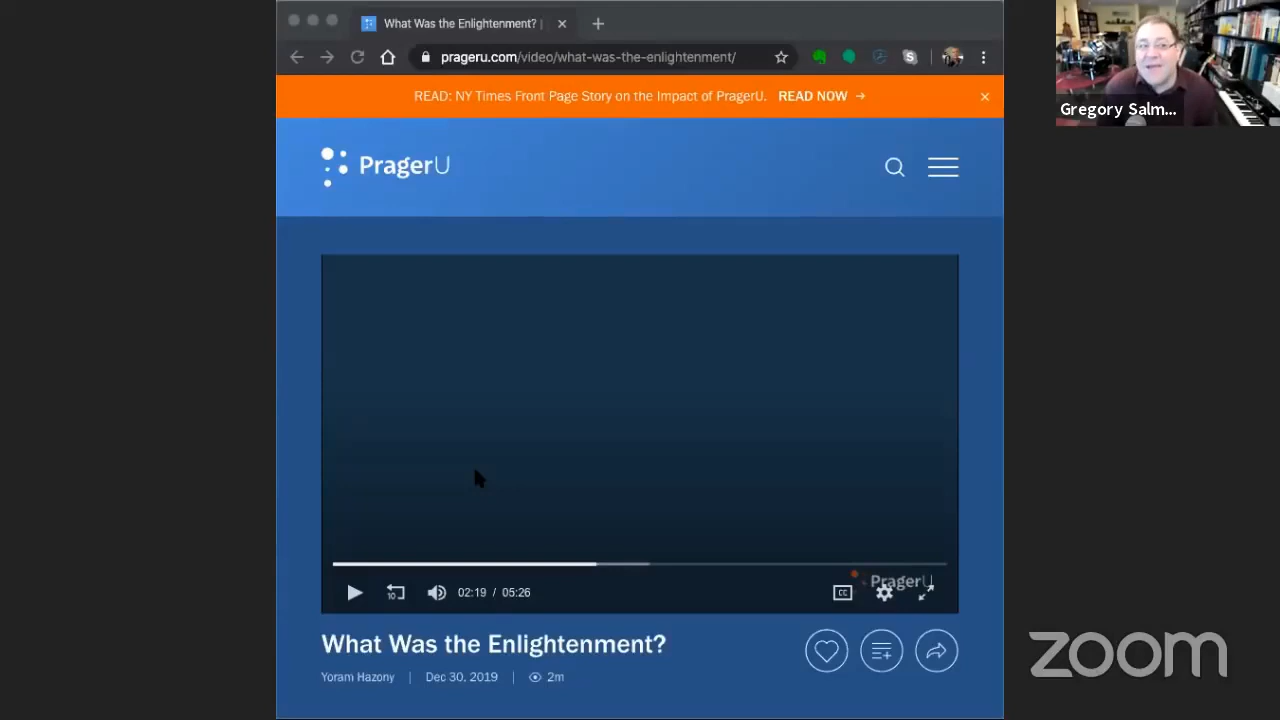 What Was the Enlightenment? |
prageru.com/video/what-was-the-enlightenment/
READ: NY Times Front Page Story on the Impact of PragerU. READ NOW →
PragerU
Gregory Salm...
10
02:19 / 05:26
CC
PragerU
What Was the Enlightenment?
Yoram Hazony | Dec 30, 2019 | 2m
zoom